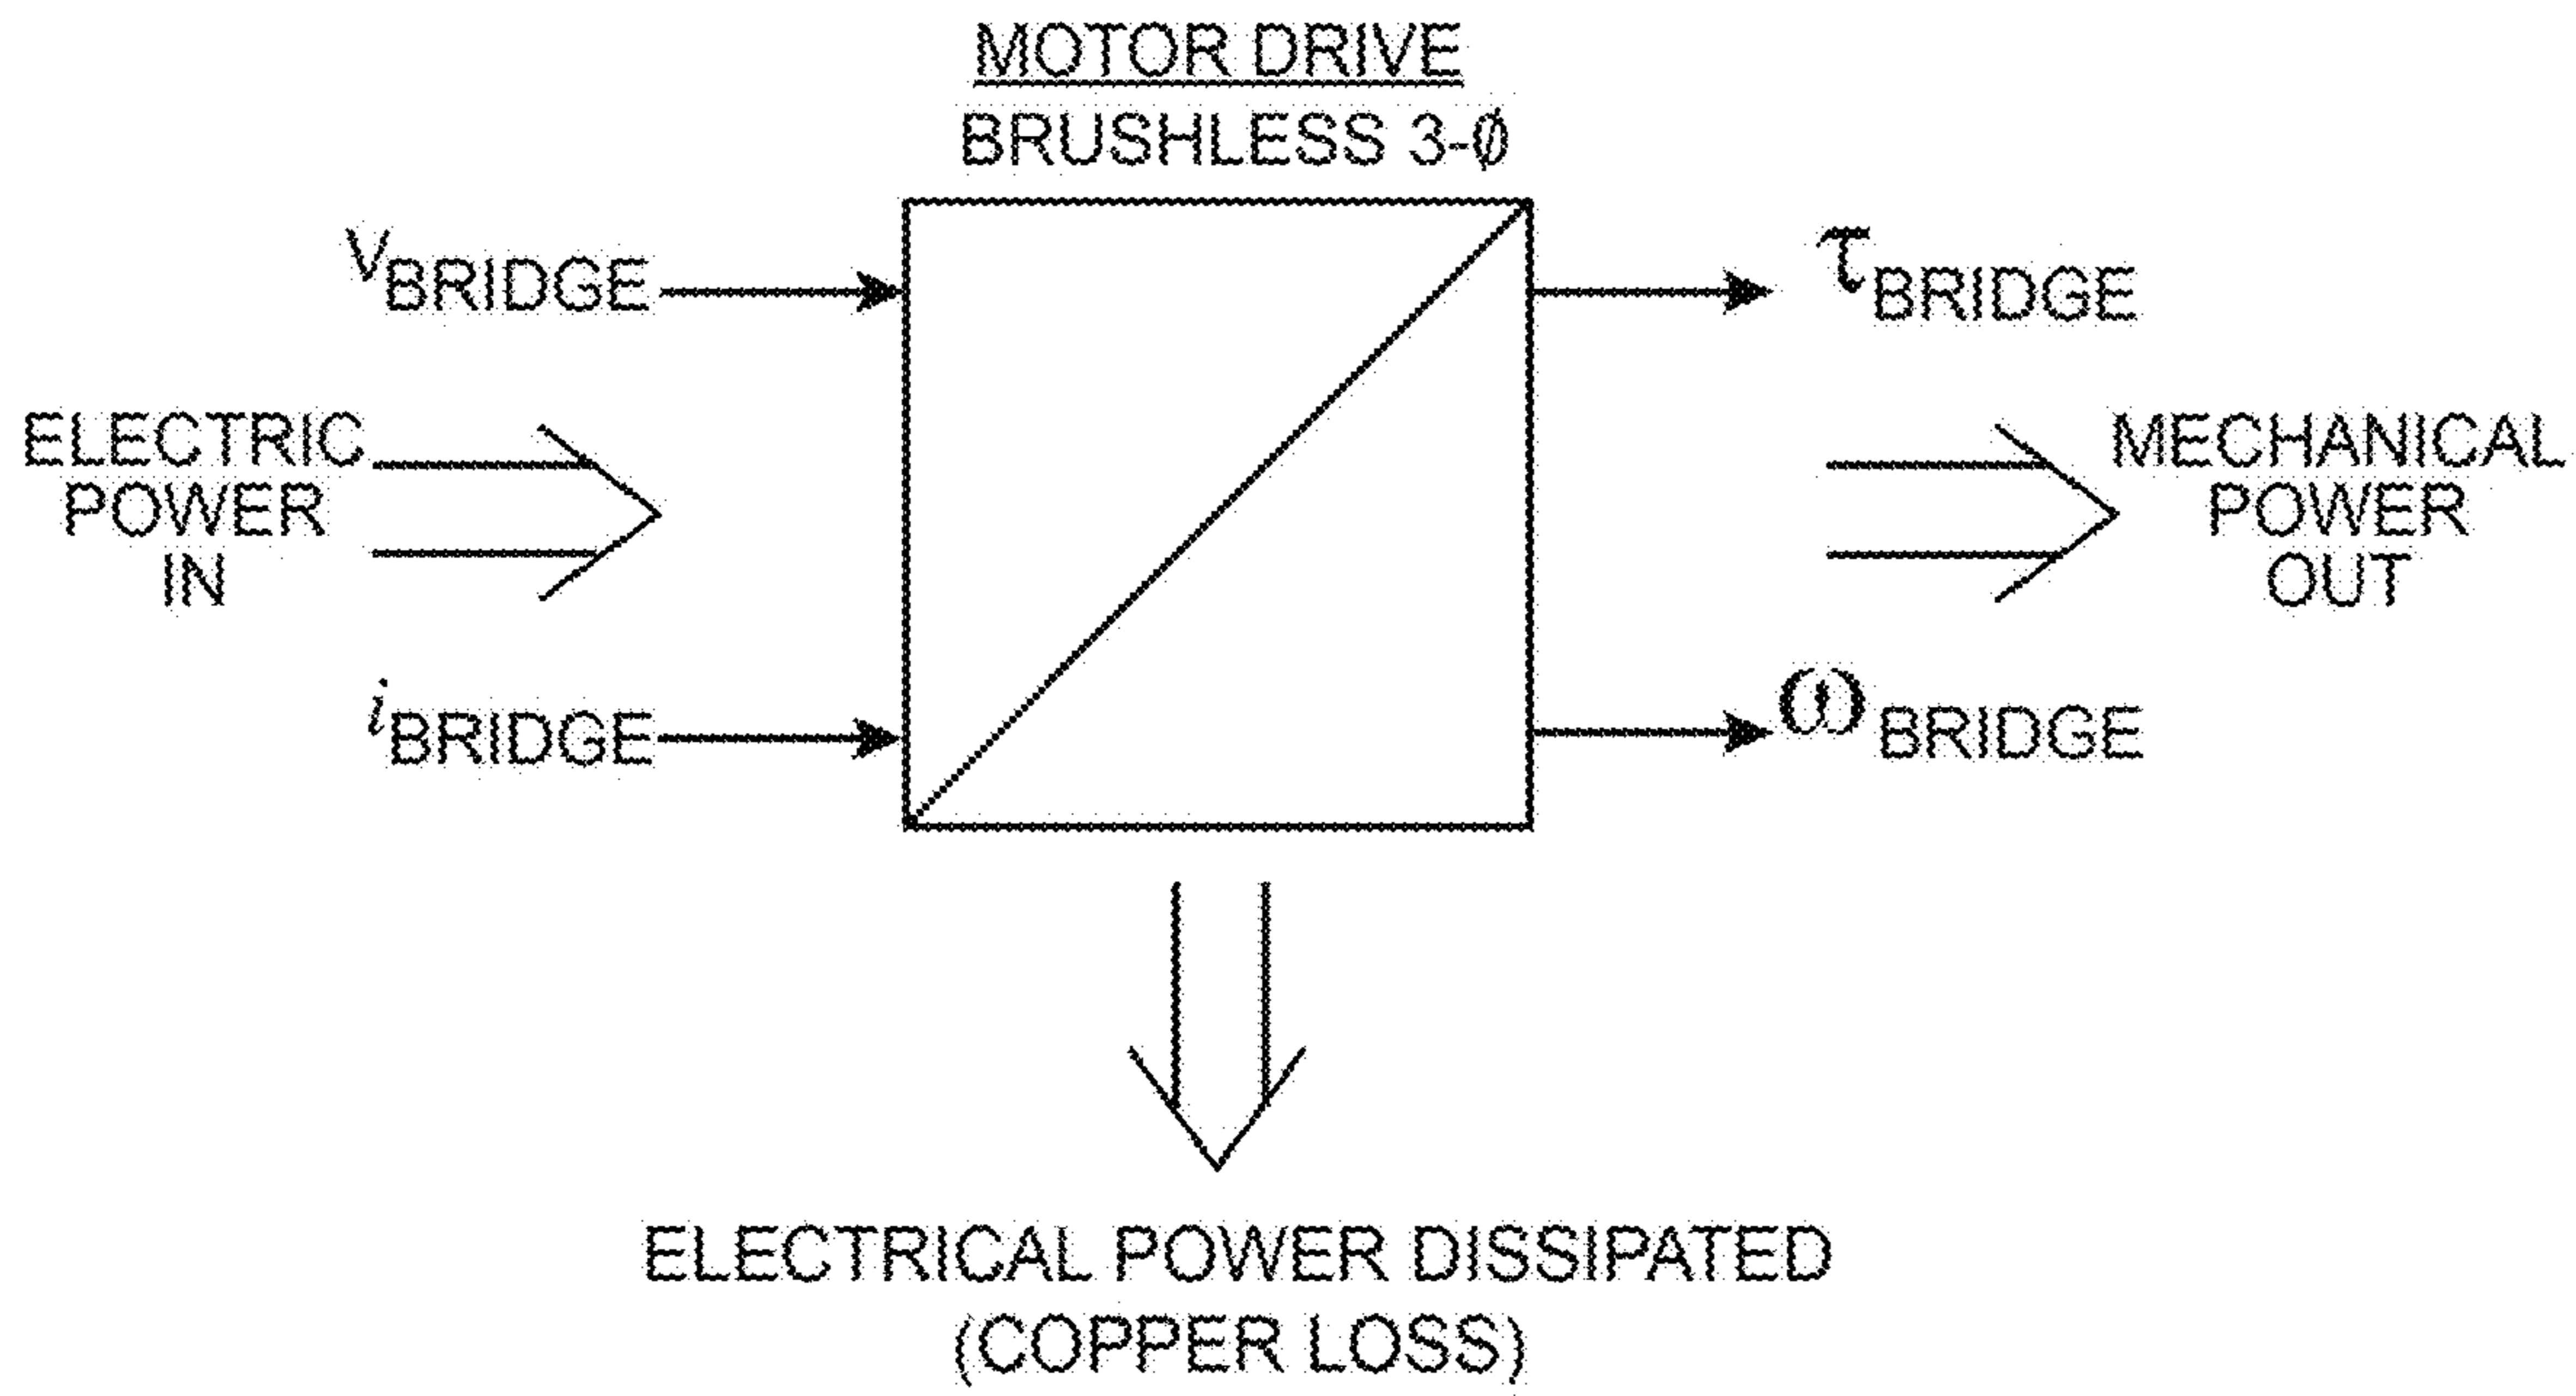 MOTOR DRIVE
BRUSHLESS 3-Ø
VBRIDGE
τBRIDGE
ELECTRIC
POWER
IN
MECHANICAL
POWER
OUT
iBRIDGE
ωBRIDGE
ELECTRICAL POWER DISSIPATED
(COPPER LOSS)